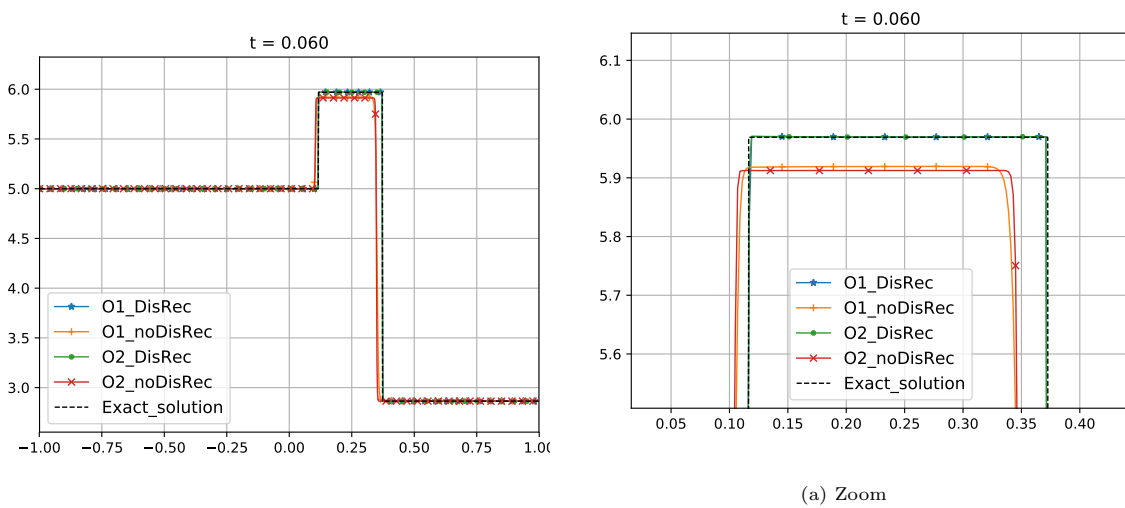 t = 0.060
6.0
5.5
5.0
4.5
4.0
3.5
3.0
−1.00 −0.75 −0.50 −0.25 0.00 0.25 0.50 0.75 1.00
O1_DisRec
O1_noDisRec
O2_DisRec
O2_noDisRec
Exact_solution
t = 0.060
6.1
6.0
5.9
5.8
5.7
5.6
0.05 0.10 0.15 0.20 0.25 0.30 0.35 0.40
O1_DisRec
O1_noDisRec
O2_DisRec
O2_noDisRec
Exact_solution
(a) Zoom